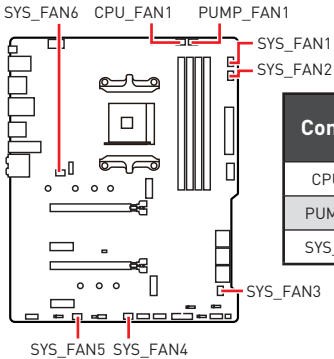 SYS_FAN6 CPU_FAN1 PUMP_FAN1
SYS_FAN1
SYS_FAN2
SYS_FAN3
SYS_FAN5 SYS_FAN4
Con
CPU
PUM
SYS_